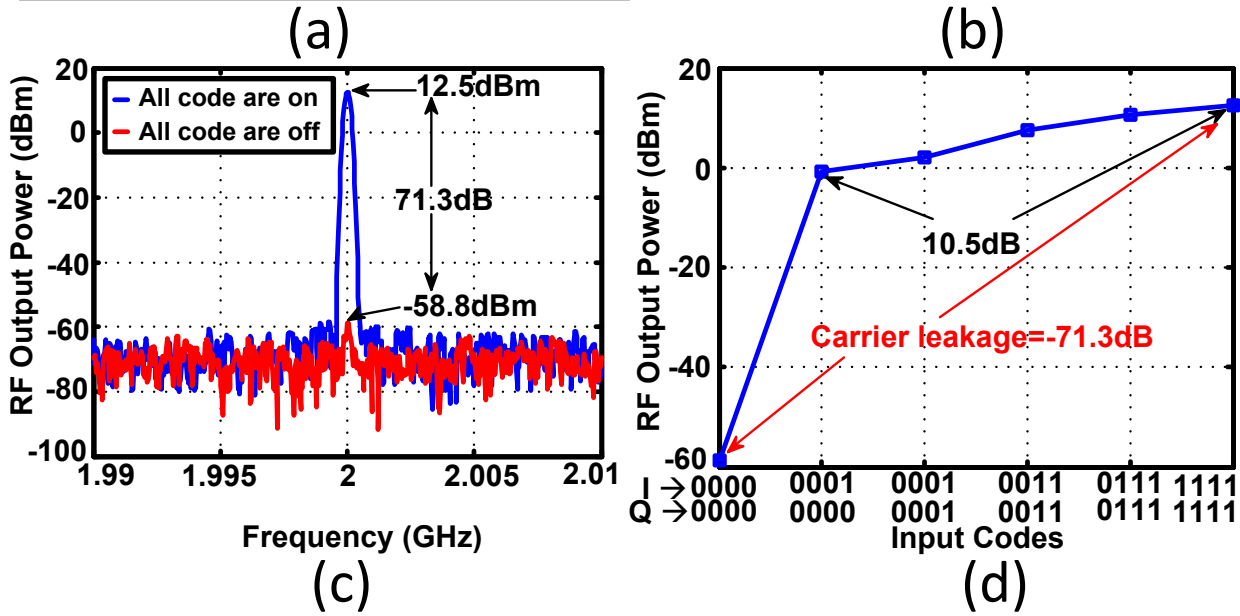 (a)
(b)
RF Output Power (dBm)
20
0
-20
-40
-60
-80
-100
All code are on
All code are off
12.5dBm
71.3dB
-58.8dBm
1.99
1.995
2
2.005
2.01
Frequency (GHz)
(c)
RF Output Power (dBm)
20
0
-20
-40
-60
10.5dB
Carrier leakage=-71.3dB
I →0000 0001 0001 0011 0111 1111
Q →0000 0000 0001 0011 0111 1111
Input Codes
(d)